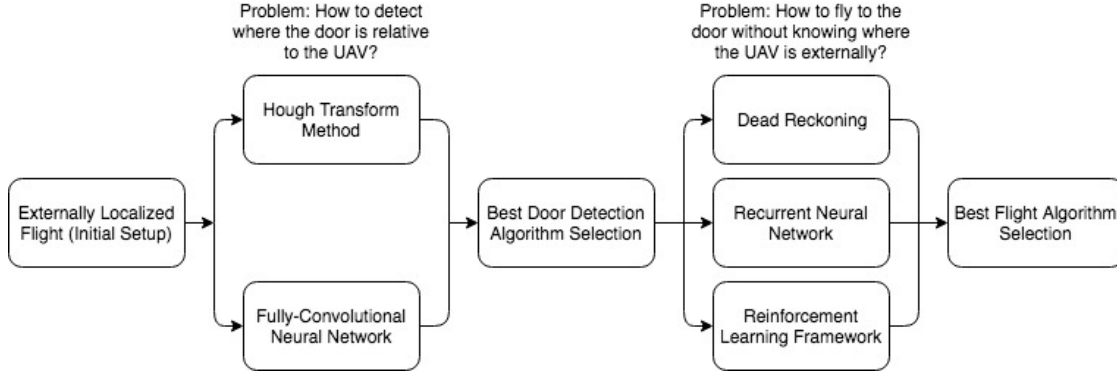 Problem: How to detect
where the door is relative
to the UAV?
Problem: How to fly to the
door without knowing where
the UAV is externally?
Hough Transform
Method
Dead Reckoning
Externally Localized
Flight (Initial Setup)
Best Door Detection
Algorithm Selection
Recurrent Neural
Network
Best Flight Algorithm
Selection
Fully-Convolutional
Neural Network
Reinforcement
Learning Framework